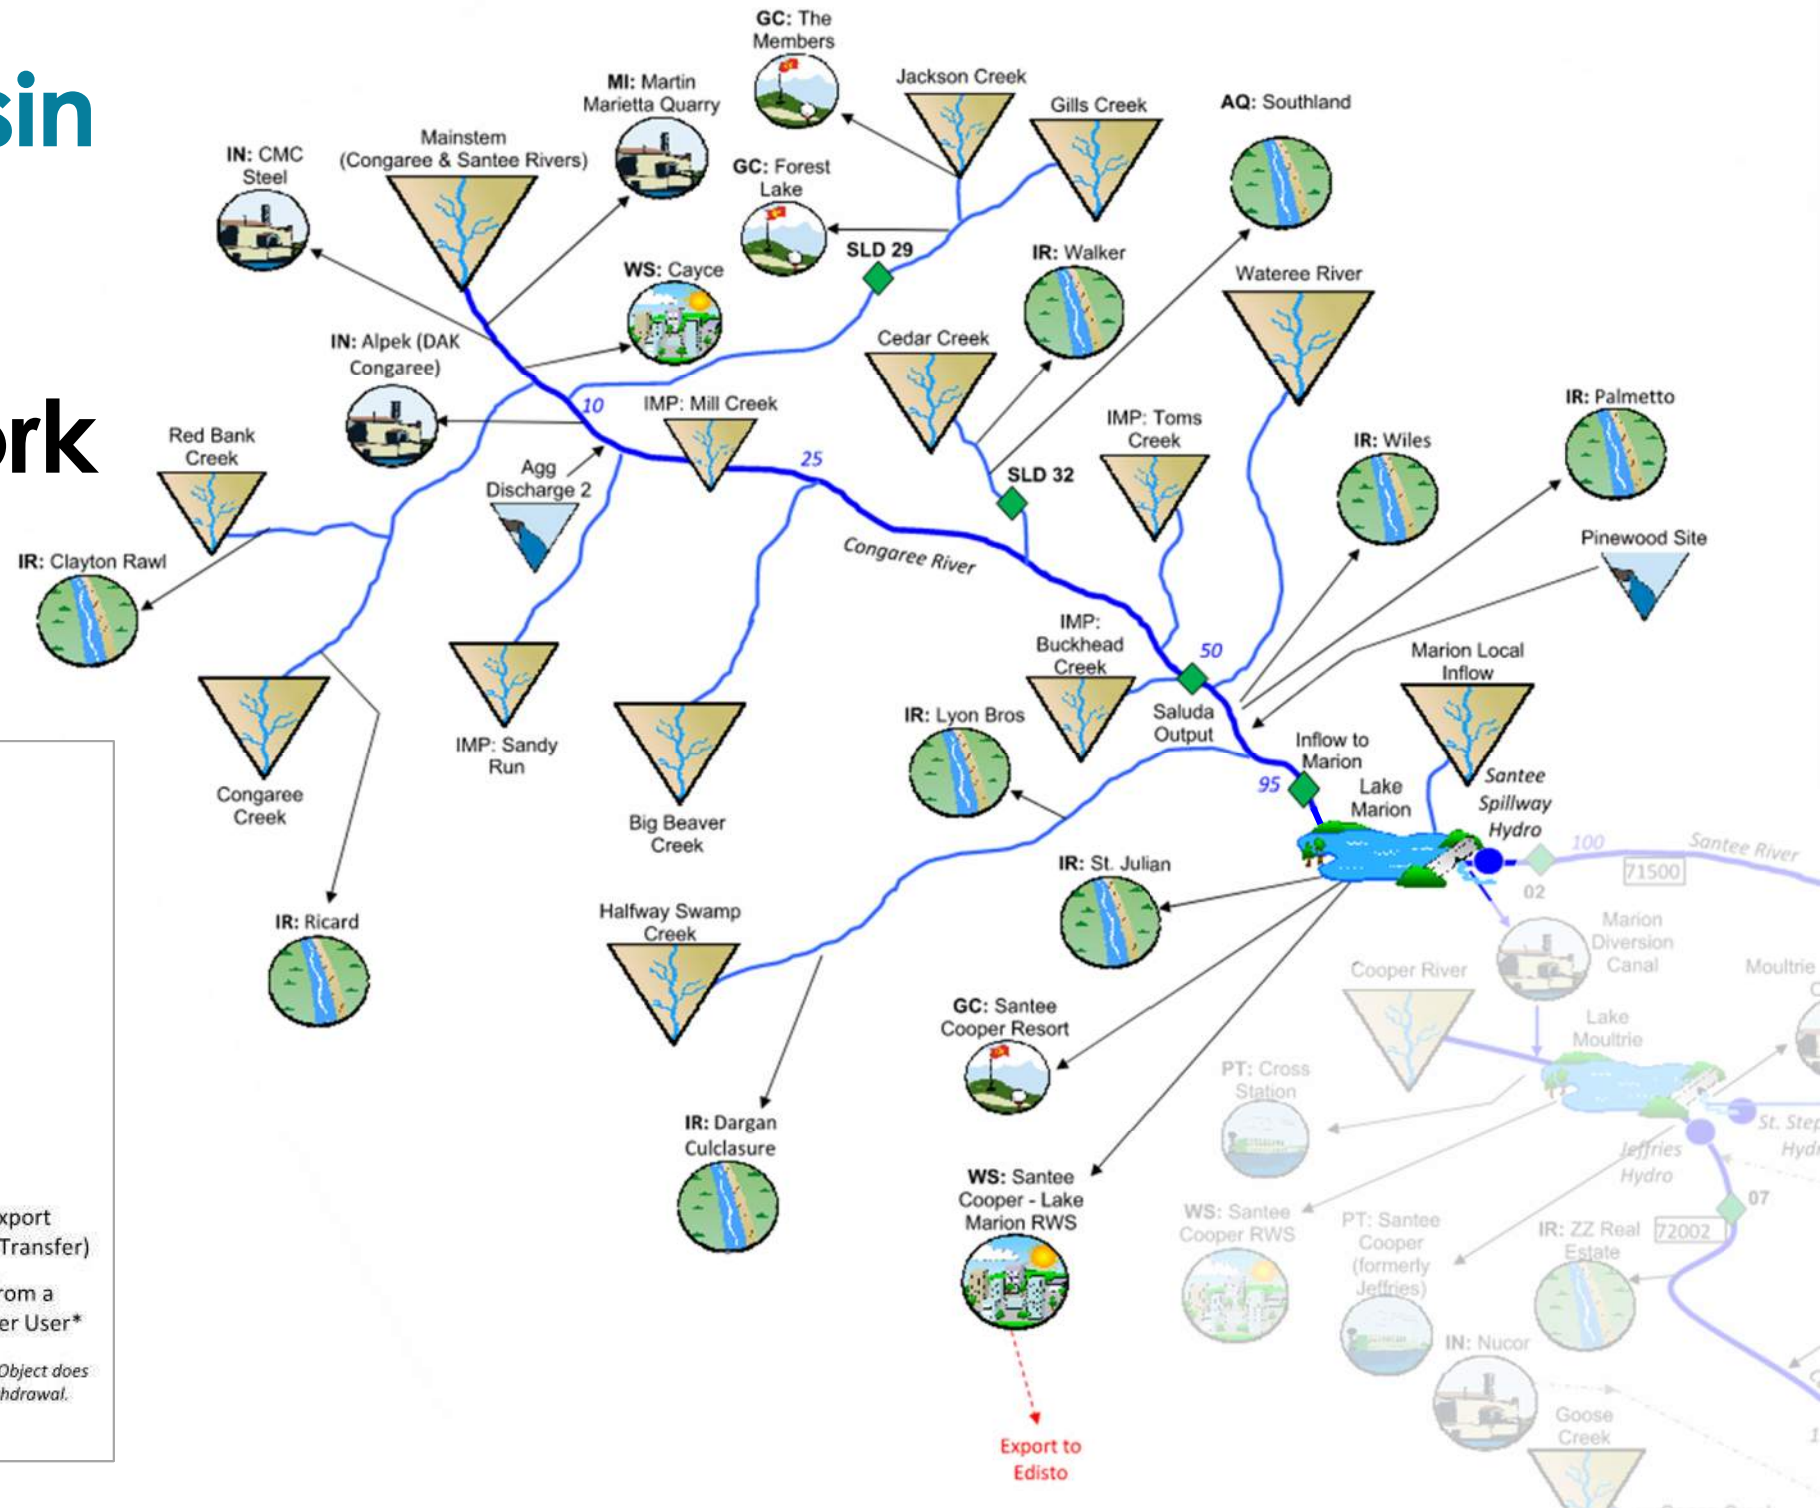 sin
ork
GC: The
Members
Jackson Creek
Gills Creek
AQ: Southland
MI: Martin
Marietta Quarry
Mainstem
(Congaree & Santee Rivers)
IN: CMC
Steel
GC: Forest
Lake
SLD 29
IR: Walker
Wateree River
WS: Cayce
IN: Alpek (DAK
Congaree)
Cedar Creek
10
IMP: Mill Creek
IMP: Toms
Creek
IR: Palmetto
Red Bank
Creek
Agg
Discharge 2
25
SLD 32
IR: Wiles
Pinewood Site
IR: Clayton Rawl
Congaree River
IMP:
Buckhead
Creek
50
Marion Local
Inflow
Saluda
Output
IR: Lyon Bros
IMP: Sandy
Run
Congaree
Creek
Big Beaver
Creek
Inflow to
Marion
95
Lake
Marion
Santee
Spillway
Hydro
100
Santee River
71500
02
IR: St. Julian
Halfway Swamp
Creek
IR: Ricard
Marion
Diversion
Canal
Cooper River
Moultrie
GC: Santee
Cooper Resort
Lake
Moultrie
PT: Cross
Station
IR: Dargan
Culclasure
St. Step
Hyd
Jeffries
Hydro
WS: Santee
Cooper - Lake
Marion RWS
07
WS: Santee
Cooper RWS
PT: Santee
Cooper
(formerly
Jeffries)
IR: ZZ Real
Estate
72002
IN: Nucor
Goose
Creek
Export to
Edisto
xport
Transfer)
rom a
er User*
Object does
hdrawal.